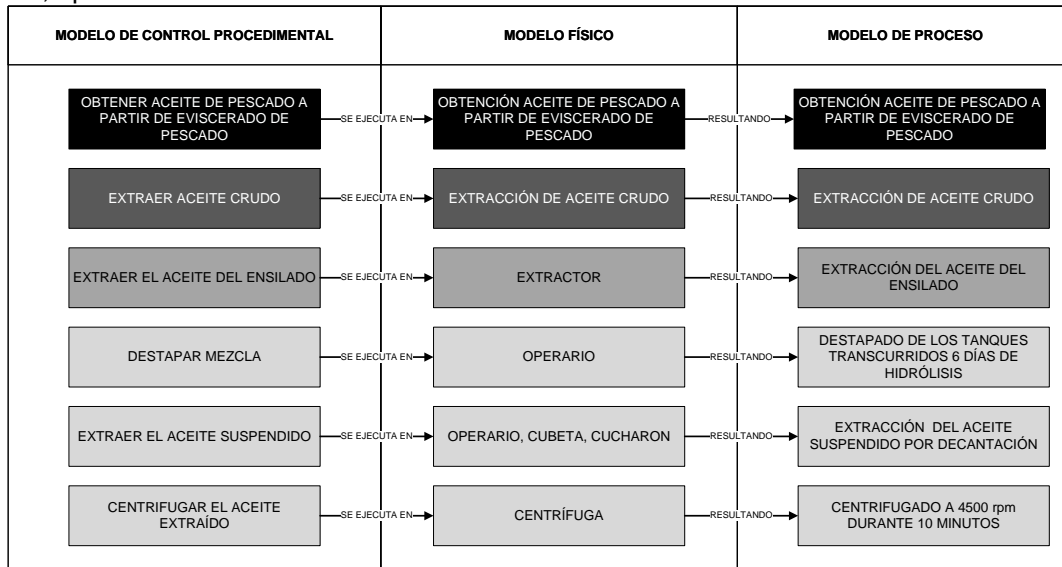 MODELO DE CONTROL PROCEDIMENTAL
MODELO FÍSICO
MODELO DE PROCESO
OBTENER ACEITE DE PESCADO A
PARTIR DE EVISCERADO DE
PESCADO
SE EJECUTA EN
OBTENCIÓN ACEITE DE PESCADO A
PARTIR DE EVISCERADO DE
PESCADO
RESULTANDO
OBTENCIÓN ACEITE DE PESCADO A
PARTIR DE EVISCERADO DE
PESCADO
EXTRAER ACEITE CRUDO
SE EJECUTA EN
EXTRACCIÓN DE ACEITE CRUDO
RESULTANDO
EXTRACCIÓN DE ACEITE CRUDO
EXTRAER EL ACEITE DEL ENSILADO
SE EJECUTA EN
EXTRACTOR
RESULTANDO
EXTRACCIÓN DEL ACEITE DEL
ENSILADO
DESTAPAR MEZCLA
SE EJECUTA EN
OPERARIO
RESULTANDO
DESTAPADO DE LOS TANQUES
TRANSCURRIDOS 6 DÍAS DE
HIDRÓLISIS
EXTRAER EL ACEITE SUSPENDIDO
SE EJECUTA EN
OPERARIO, CUBETA, CUCHARON
RESULTANDO
EXTRACCIÓN DEL ACEITE
SUSPENDIDO POR DECANTACIÓN
CENTRIFUGAR EL ACEITE
EXTRAÍDO
SE EJECUTA EN
CENTRÍFUGA
RESULTANDO
CENTRIFUGADO A 4500 rpm
DURANTE 10 MINUTOS